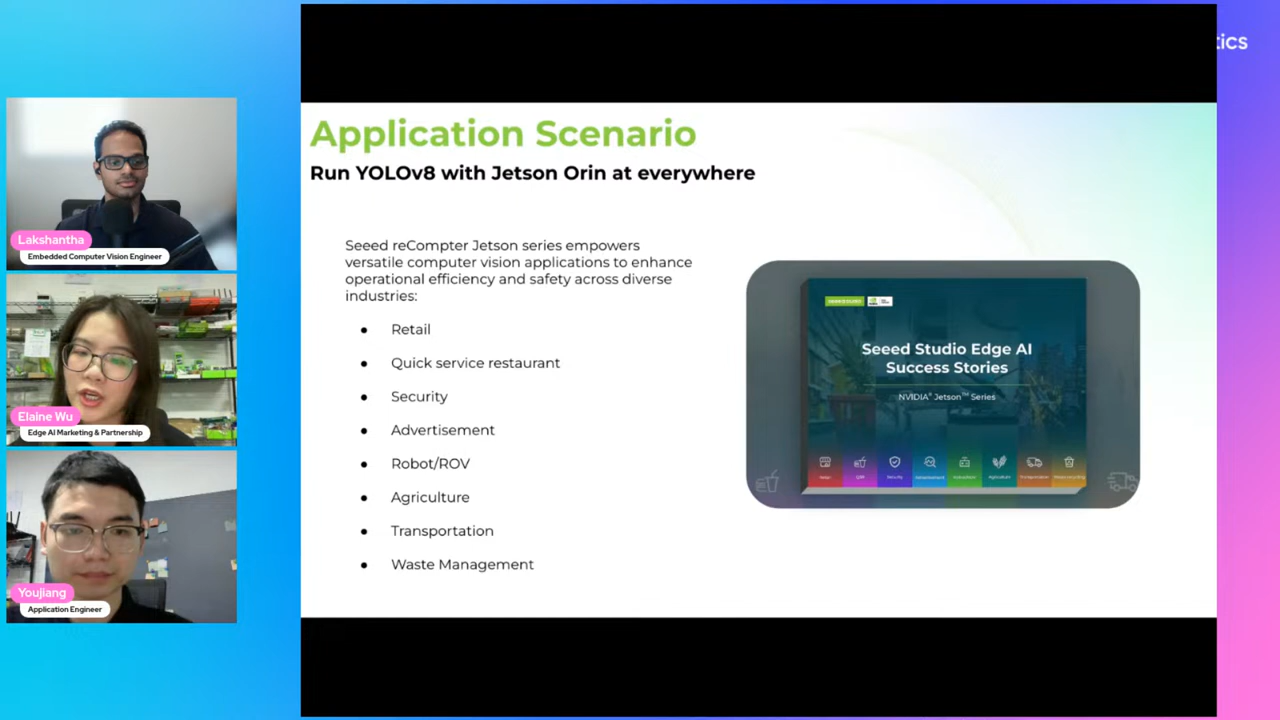 tics
Lakshantha
Embedded Computer Vision Engineer
Elaine Wu
Edge AI Marketing & Partnership
Youjiang
Application Engineer
Application Scenario
Run YOLOv8 with Jetson Orin at everywhere
Seeed reCompter Jetson series empowers
versatile computer vision applications to enhance
operational efficiency and safety across diverse
industries:
● Retail
● Quick service restaurant
● Security
● Advertisement
● Robot/ROV
● Agriculture
● Transportation
● Waste Management
Seeed Studio Edge AI
Success Stories
NVIDIA® Jetson™ Series